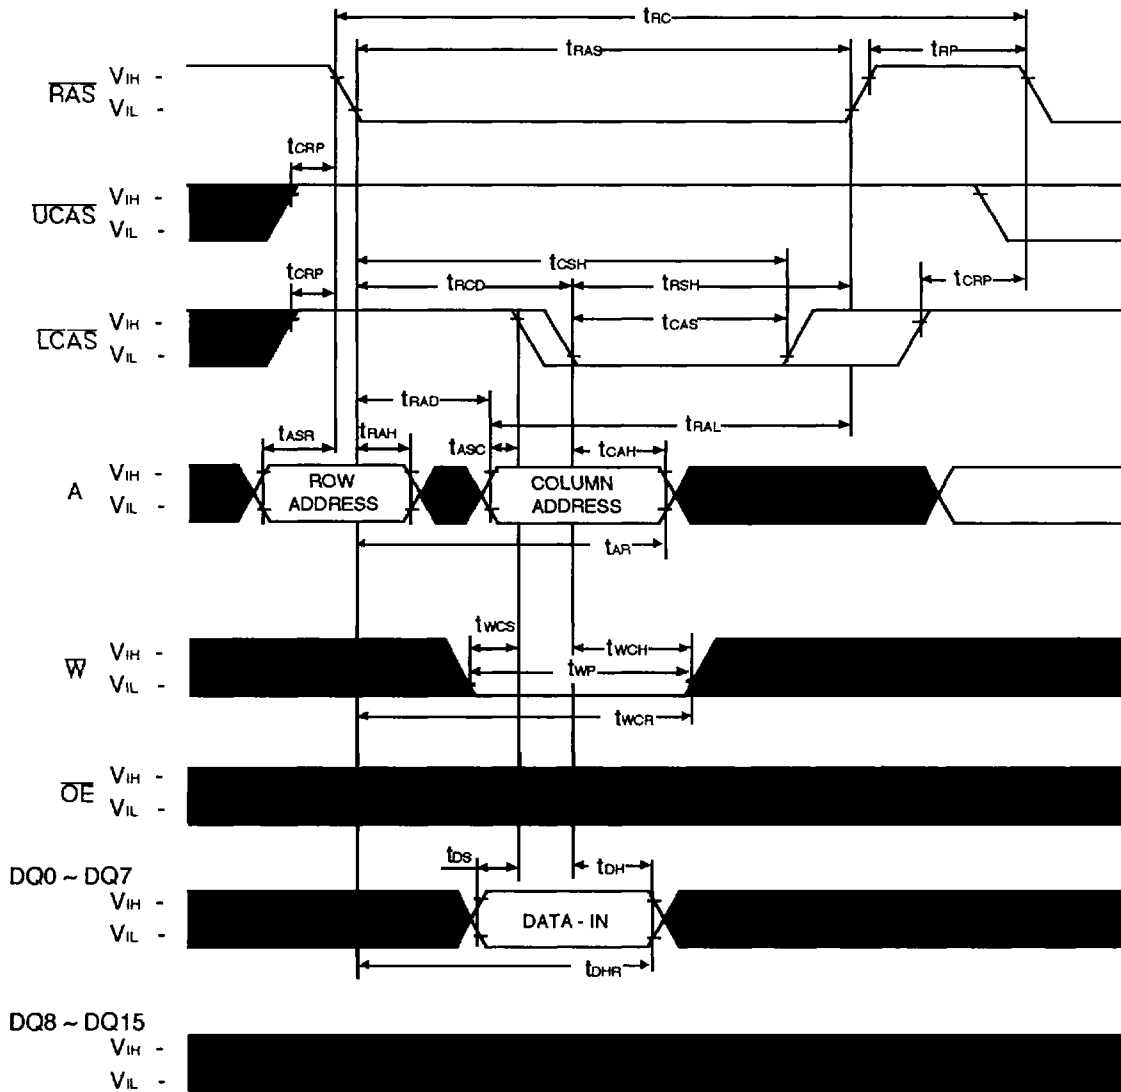 tRC
tRAS
tRP
RAS
VIH -
VIL -
tCRP
UCAS
VIH -
VIL -
tCSH
tCRP
tRCD
tRSH
tCRP
LCAS
VIH -
VIL -
tCAS
tRAD
tRAL
tASR
tRAH
tASC
tCAH
A
VIH -
VIL -
ROW
ADDRESS
COLUMN
ADDRESS
tAR
tWCS
tWCH
W
VIH -
VIL -
tWP
tWCR
OE
VIH -
VIL -
tDS
tDH
DQ0 ~ DQ7
VIH -
VIL -
DATA - IN
tDHR
DQ8 ~ DQ15
VIH -
VIL -